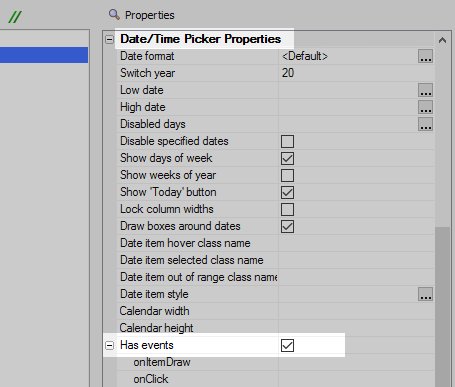 //
Properties
Date/Time Picker Properties
Date format <Default> ...
Switch year 20
Low date ...
High date ...
Disabled days ...
Disable specified dates
Show days of week
Show weeks of year
Show 'Today' button
Lock column widths
Draw boxes around dates
Date item hover class name
Date item selected class name
Date item out of range class name
Date item style ...
Calendar width
Calendar height
Has events
onItemDraw
onClick